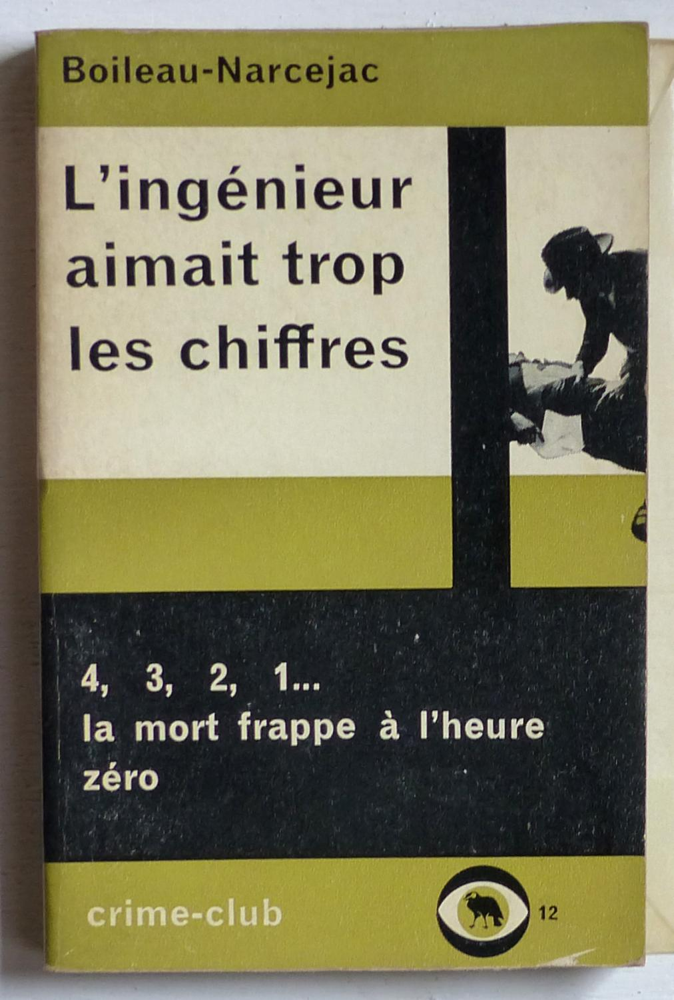 Boileau-Narcejac
L'ingénieur
aimait trop
les chiffres
4, 3, 2, 1...
la mort frappe à l'heure
zéro
crime-club
12